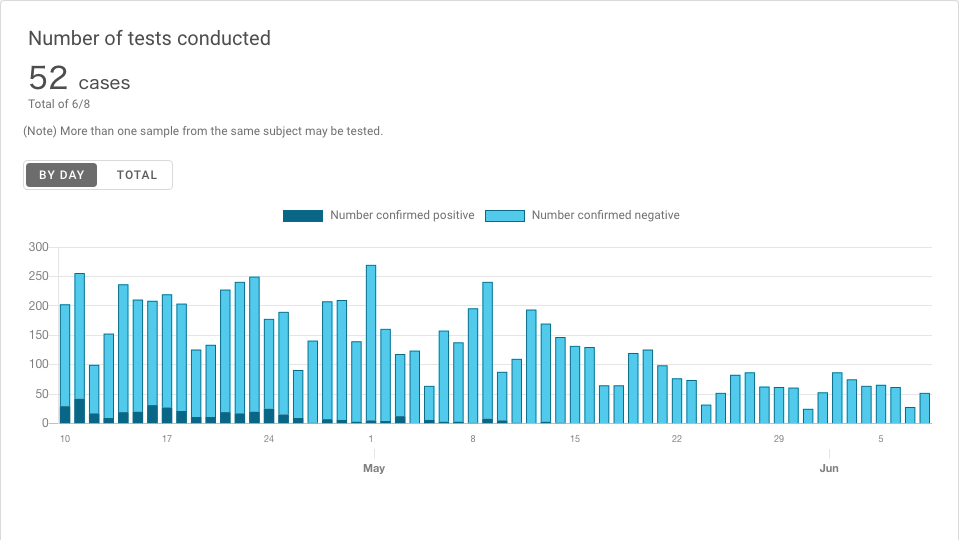 Number of tests conducted
52 cases
Total of 6/8
(Note) More than one sample from the same subject may be tested.
BY DAY TOTAL
Number confirmed positive Number confirmed negative
300
250
200
150
100
50
0
10 17 24 1 8 15 22 29 5
May Jun